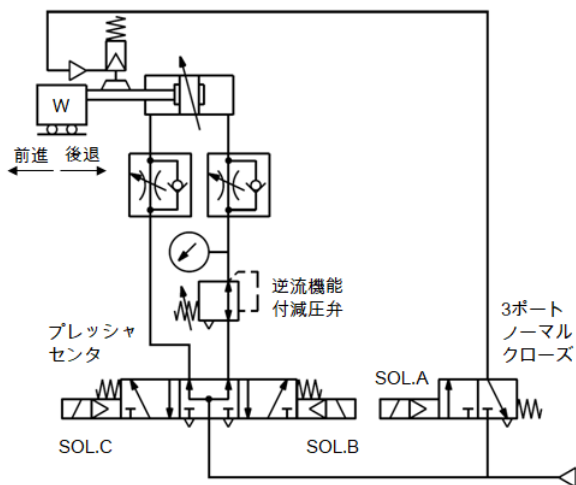 W
前進 後退
逆流機能
付減圧弁
3ポート
ノーマル
クローズ
プレッシャ
センタ
SOL.A
SOL.C
SOL.B